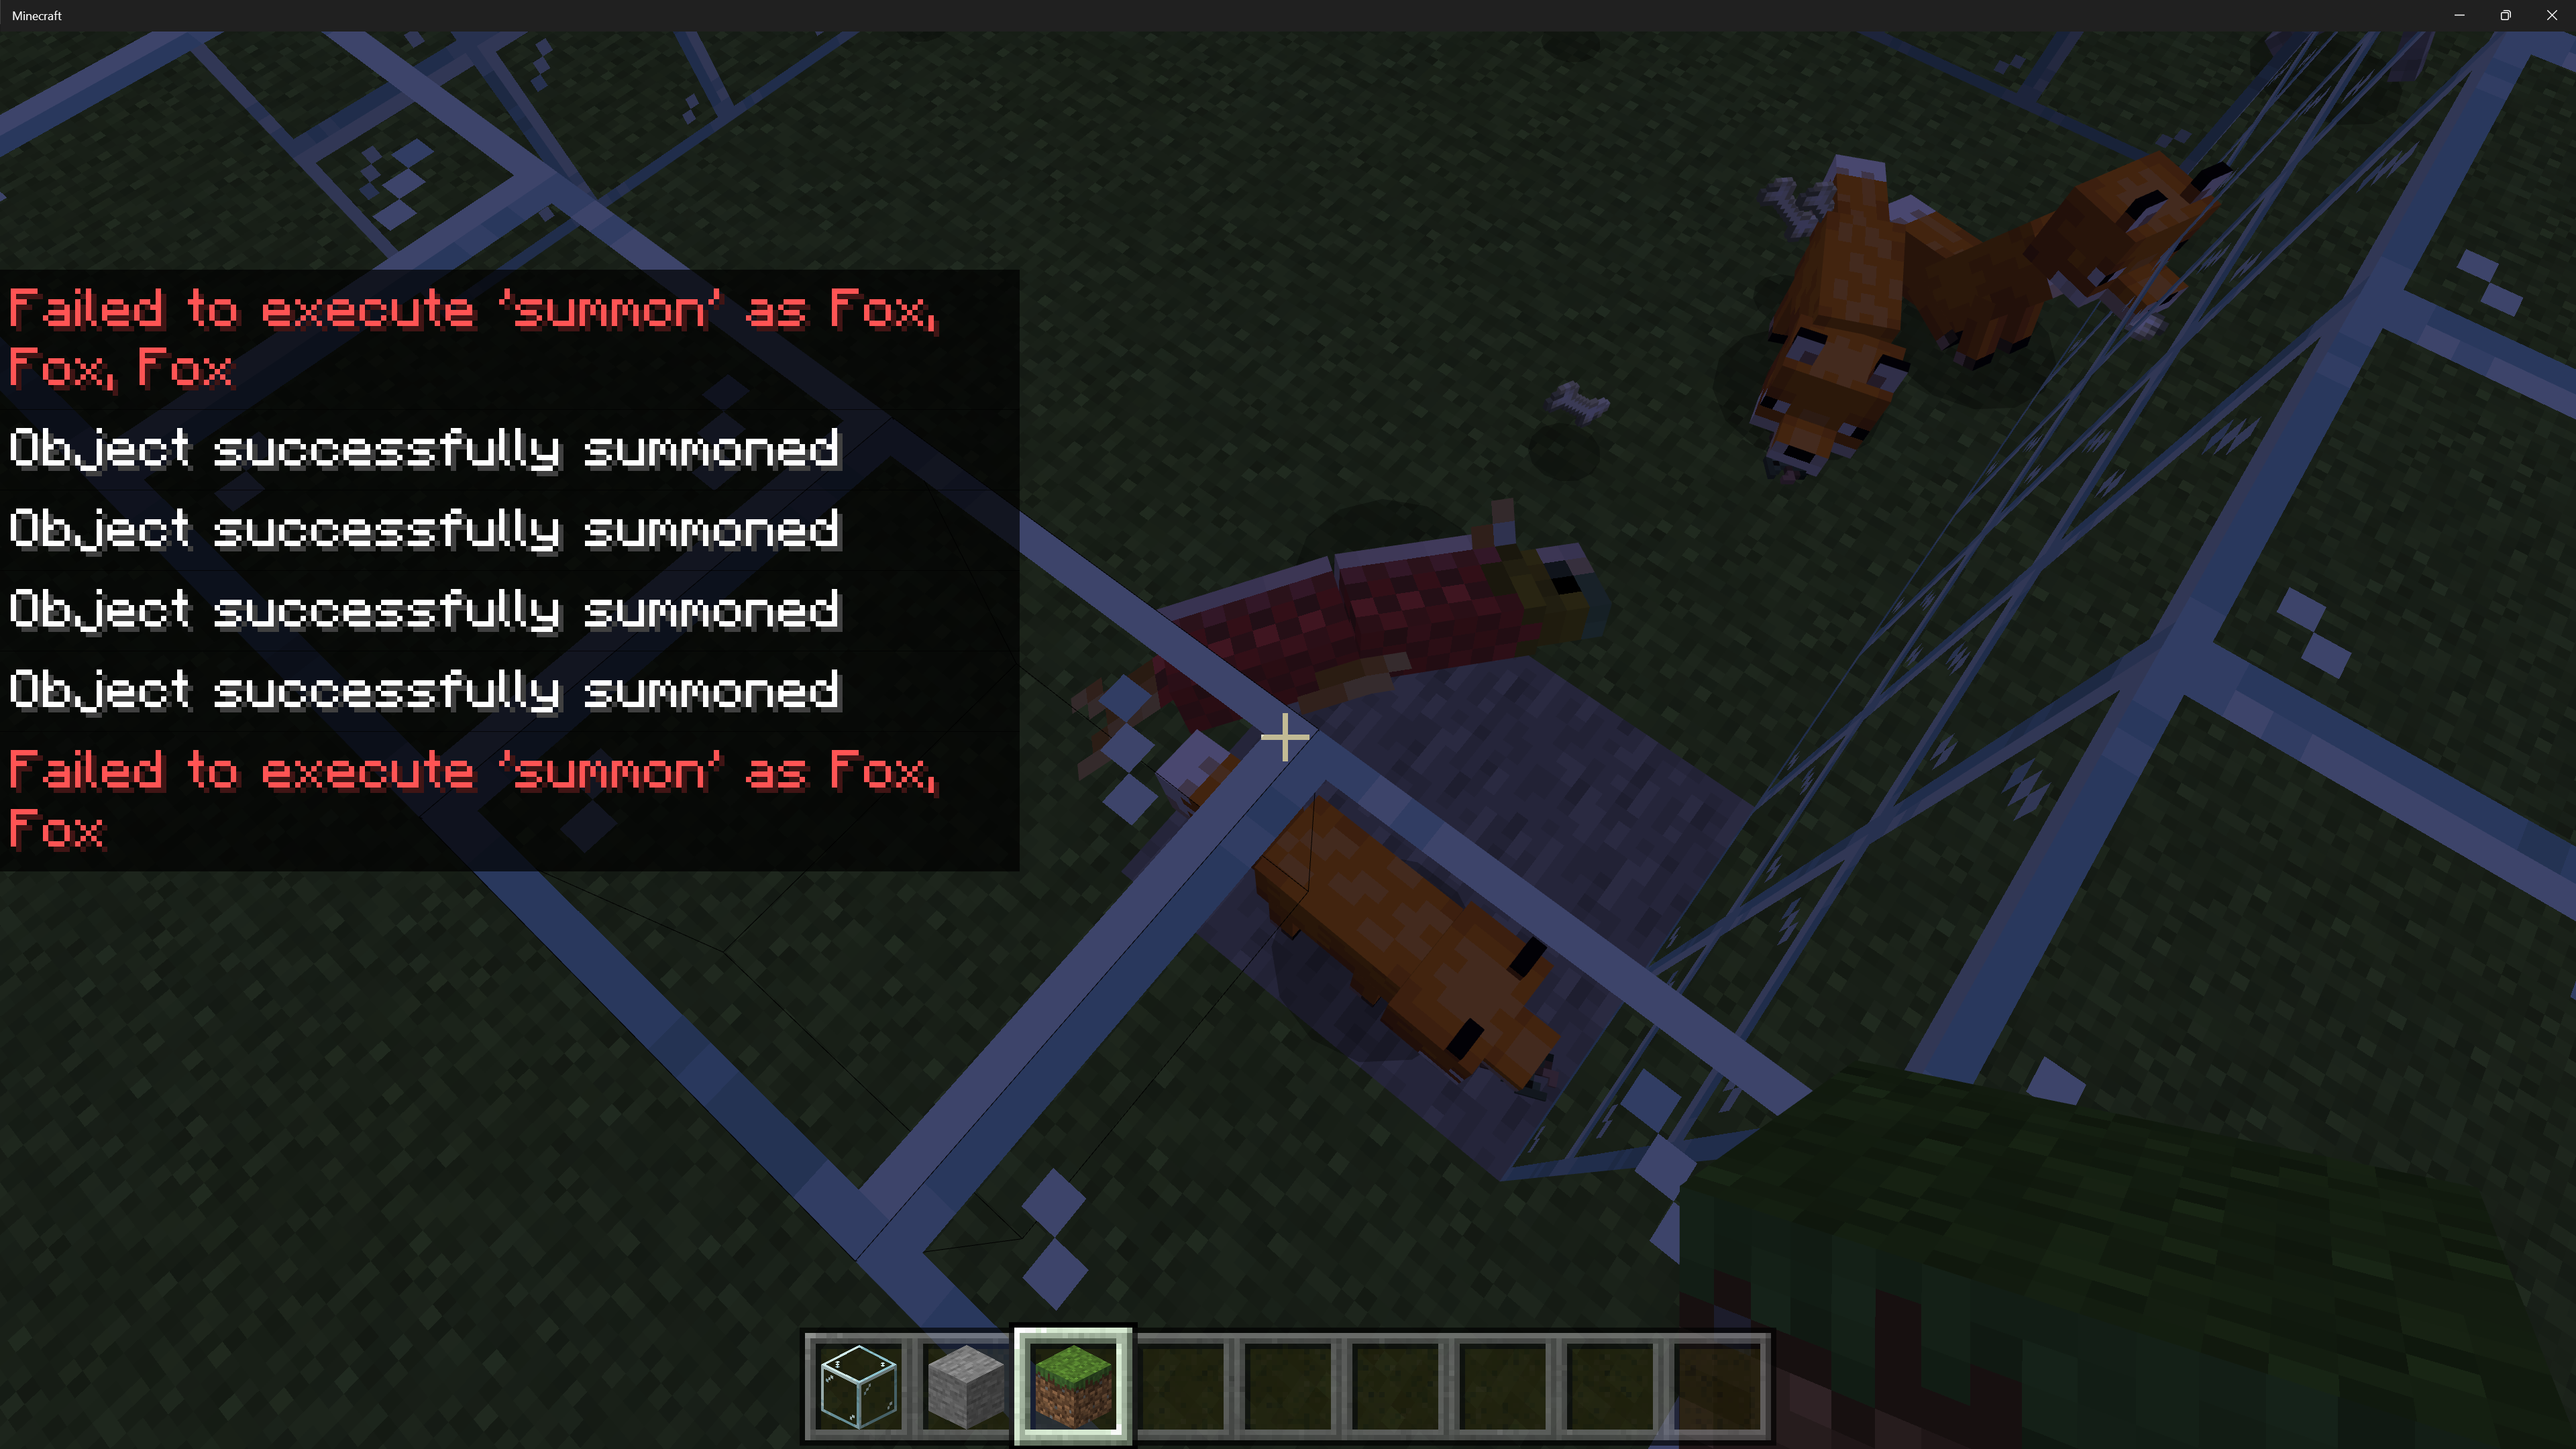 Minecraft
Failed to execute 'summon' as Fox,
Fox, Fox
Object successfully summoned
Object successfully summoned
Object successfully summoned
Object successfully summoned
Failed to execute 'summon' as Fox,
Fox